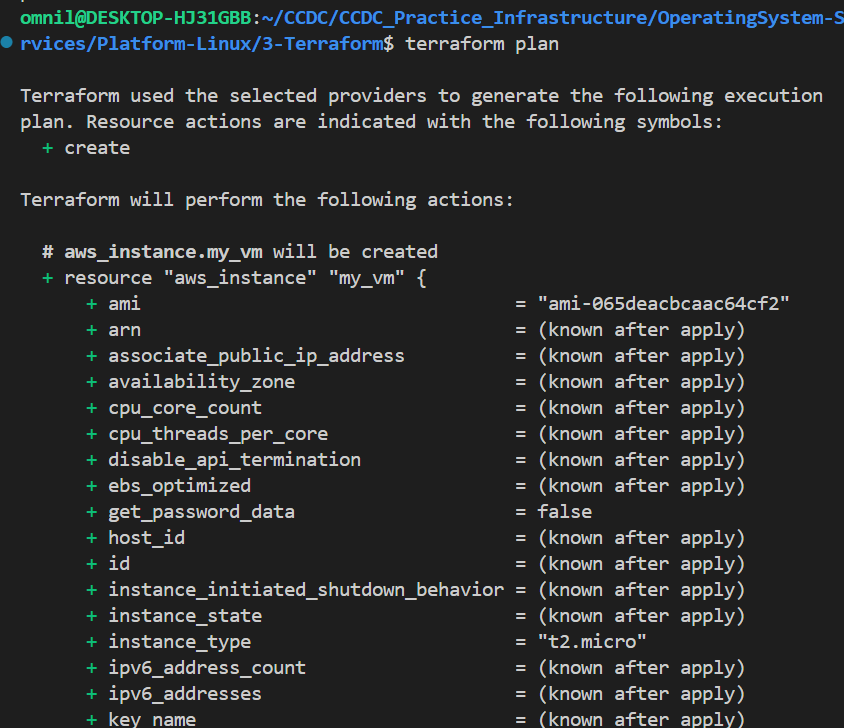 omnil@DESKTOP-HJ31GBB:~/CCDC/CCDC_Practice_Infrastructure/OperatingSystem-S
rvices/Platform-Linux/3-Terraform$ terraform plan
Terraform used the selected providers to generate the following execution
plan. Resource actions are indicated with the following symbols:
+ create
Terraform will perform the following actions:
# aws_instance.my_vm will be created
+ resource "aws_instance" "my_vm" {
+ ami = "ami-065deacbcaac64cf2"
+ arn = (known after apply)
+ associate_public_ip_address = (known after apply)
+ availability_zone = (known after apply)
+ cpu_core_count = (known after apply)
+ cpu_threads_per_core = (known after apply)
+ disable_api_termination = (known after apply)
+ ebs_optimized = (known after apply)
+ get_password_data = false
+ host_id = (known after apply)
+ id = (known after apply)
+ instance_initiated_shutdown_behavior = (known after apply)
+ instance_state = (known after apply)
+ instance_type = "t2.micro"
+ ipv6_address_count = (known after apply)
+ ipv6_addresses = (known after apply)
+ key_name = (known after apply)